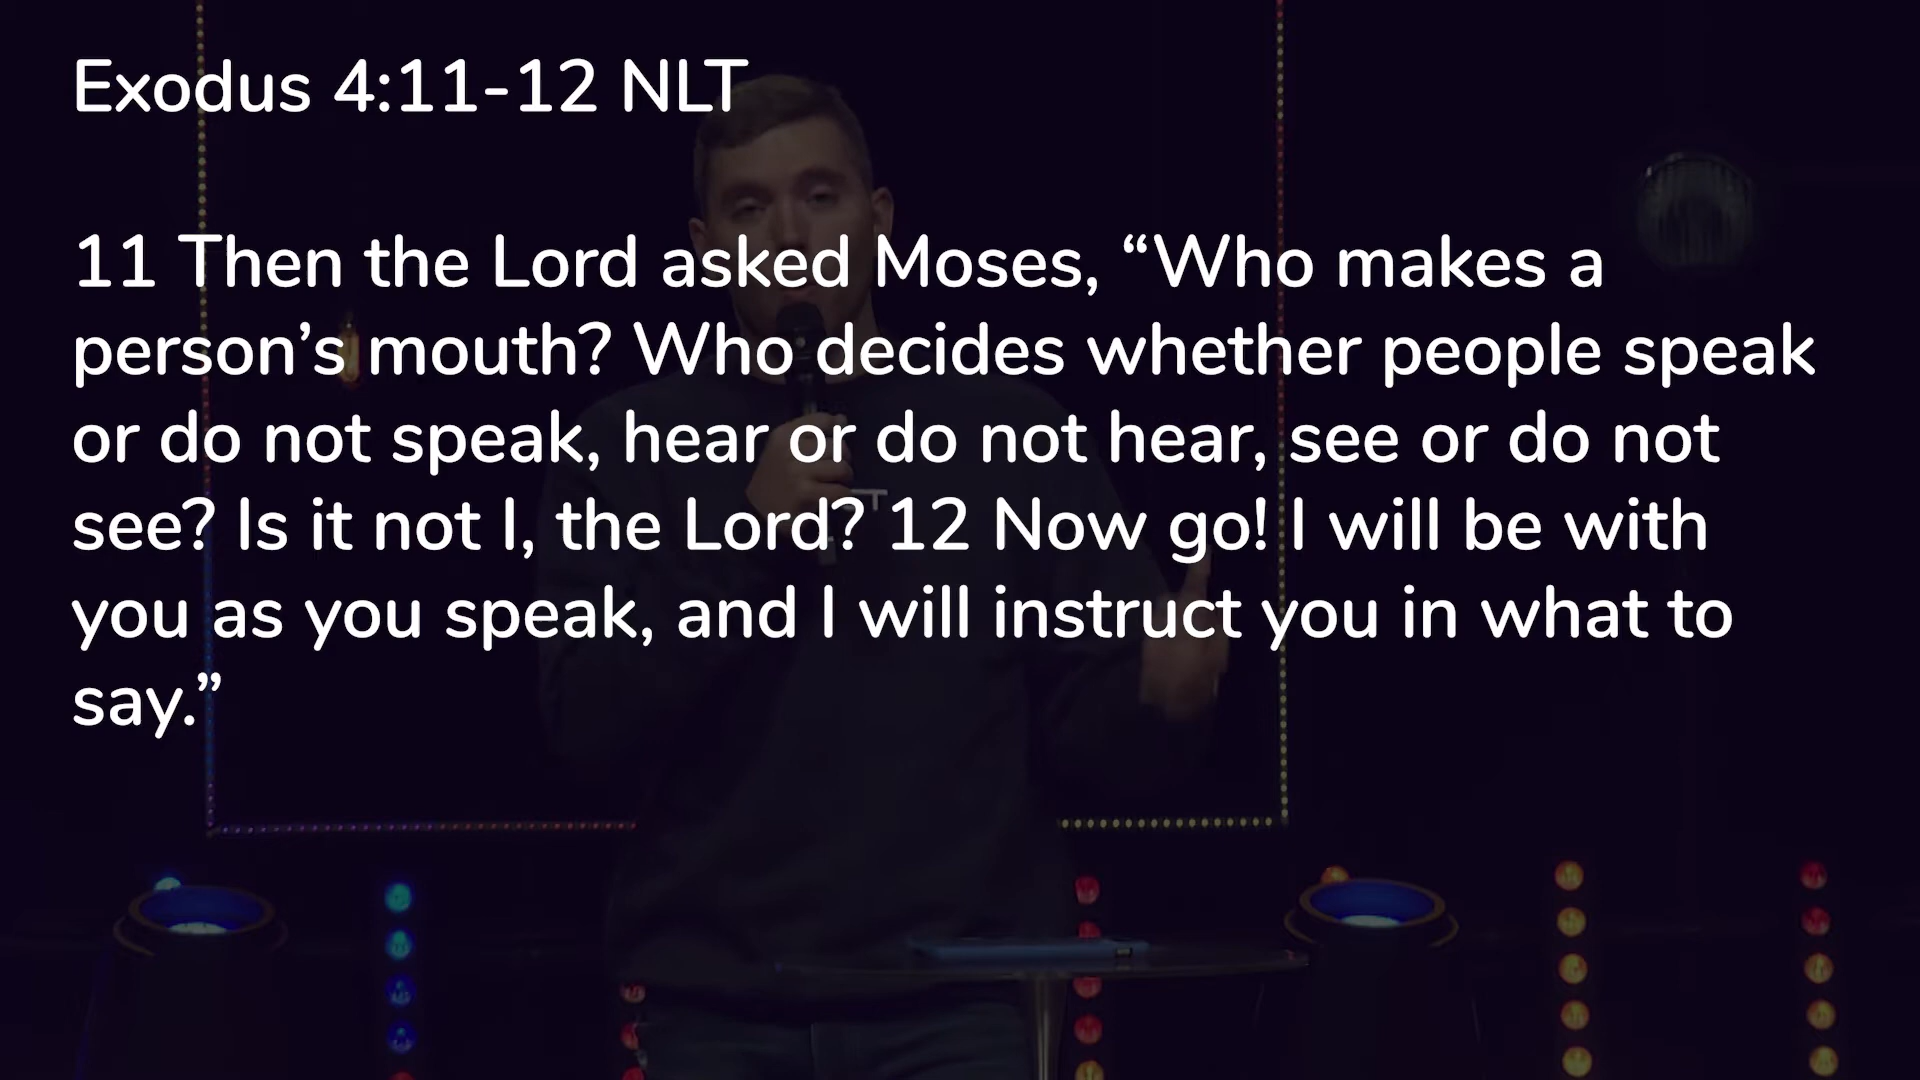 Exodus 4:11-12 NLT
11 Then the Lord asked Moses, “Who makes a
person’s mouth? Who decides whether people speak
or do not speak, hear or do not hear, see or do not
see? Is it not I, the Lord? 12 Now go! I will be with
you as you speak, and I will instruct you in what to
say.”